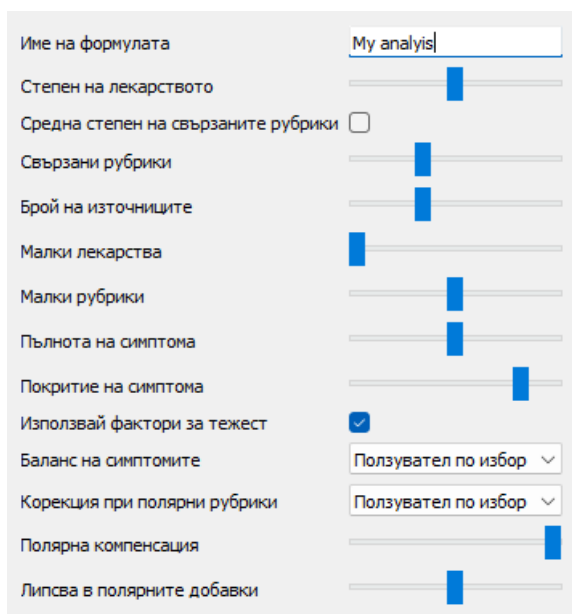 Име на формулата My analyis
Степен на лекарството
Средна степен на свързаните рубрики
Свързани рубрики
Брой на източниците
Малки лекарства
Малки рубрики
Пълнота на симптома
Покритие на симптома
Използвай фактори за тежест
Баланс на симптомите Ползувател по избор
Корекция при полярни рубрики Ползувател по избор
Полярна компенсация
Липсва в полярните добавки